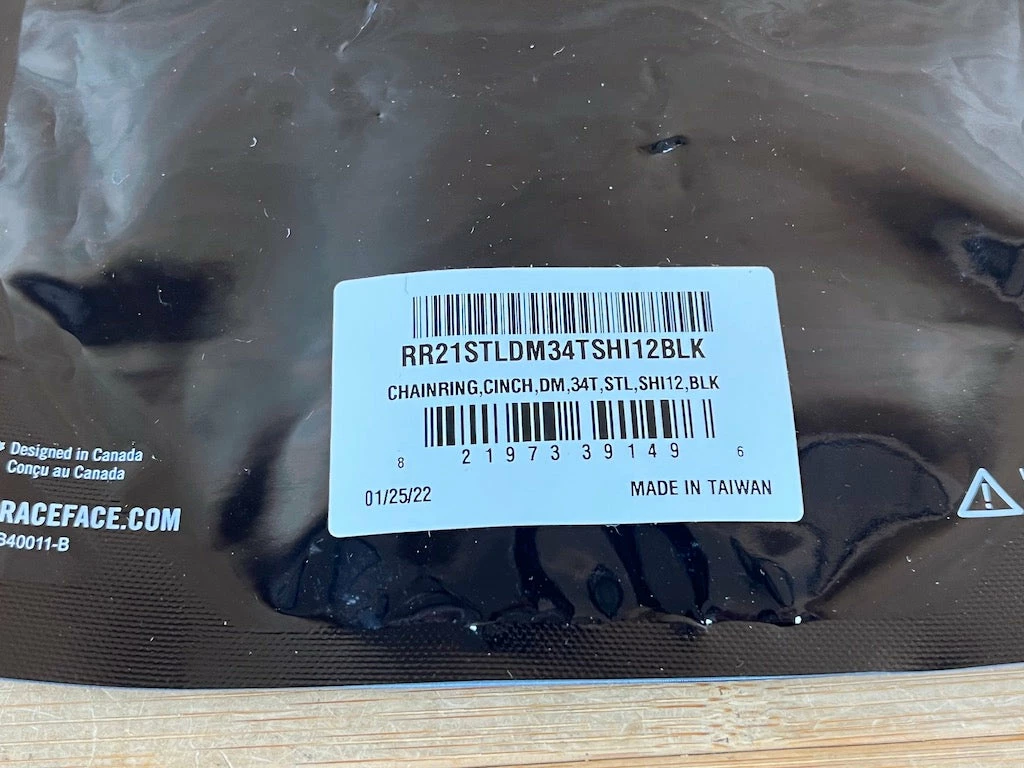 RR21STLDM34TSHI12BLK
CHAINRING,CINCH,DM,34T,STL,SHI12,BLK
8 21973 39149 6
01/25/22 MADE IN TAIWAN
Designed in Canada
Conçu au Canada
RACEFACE.COM
340011-B